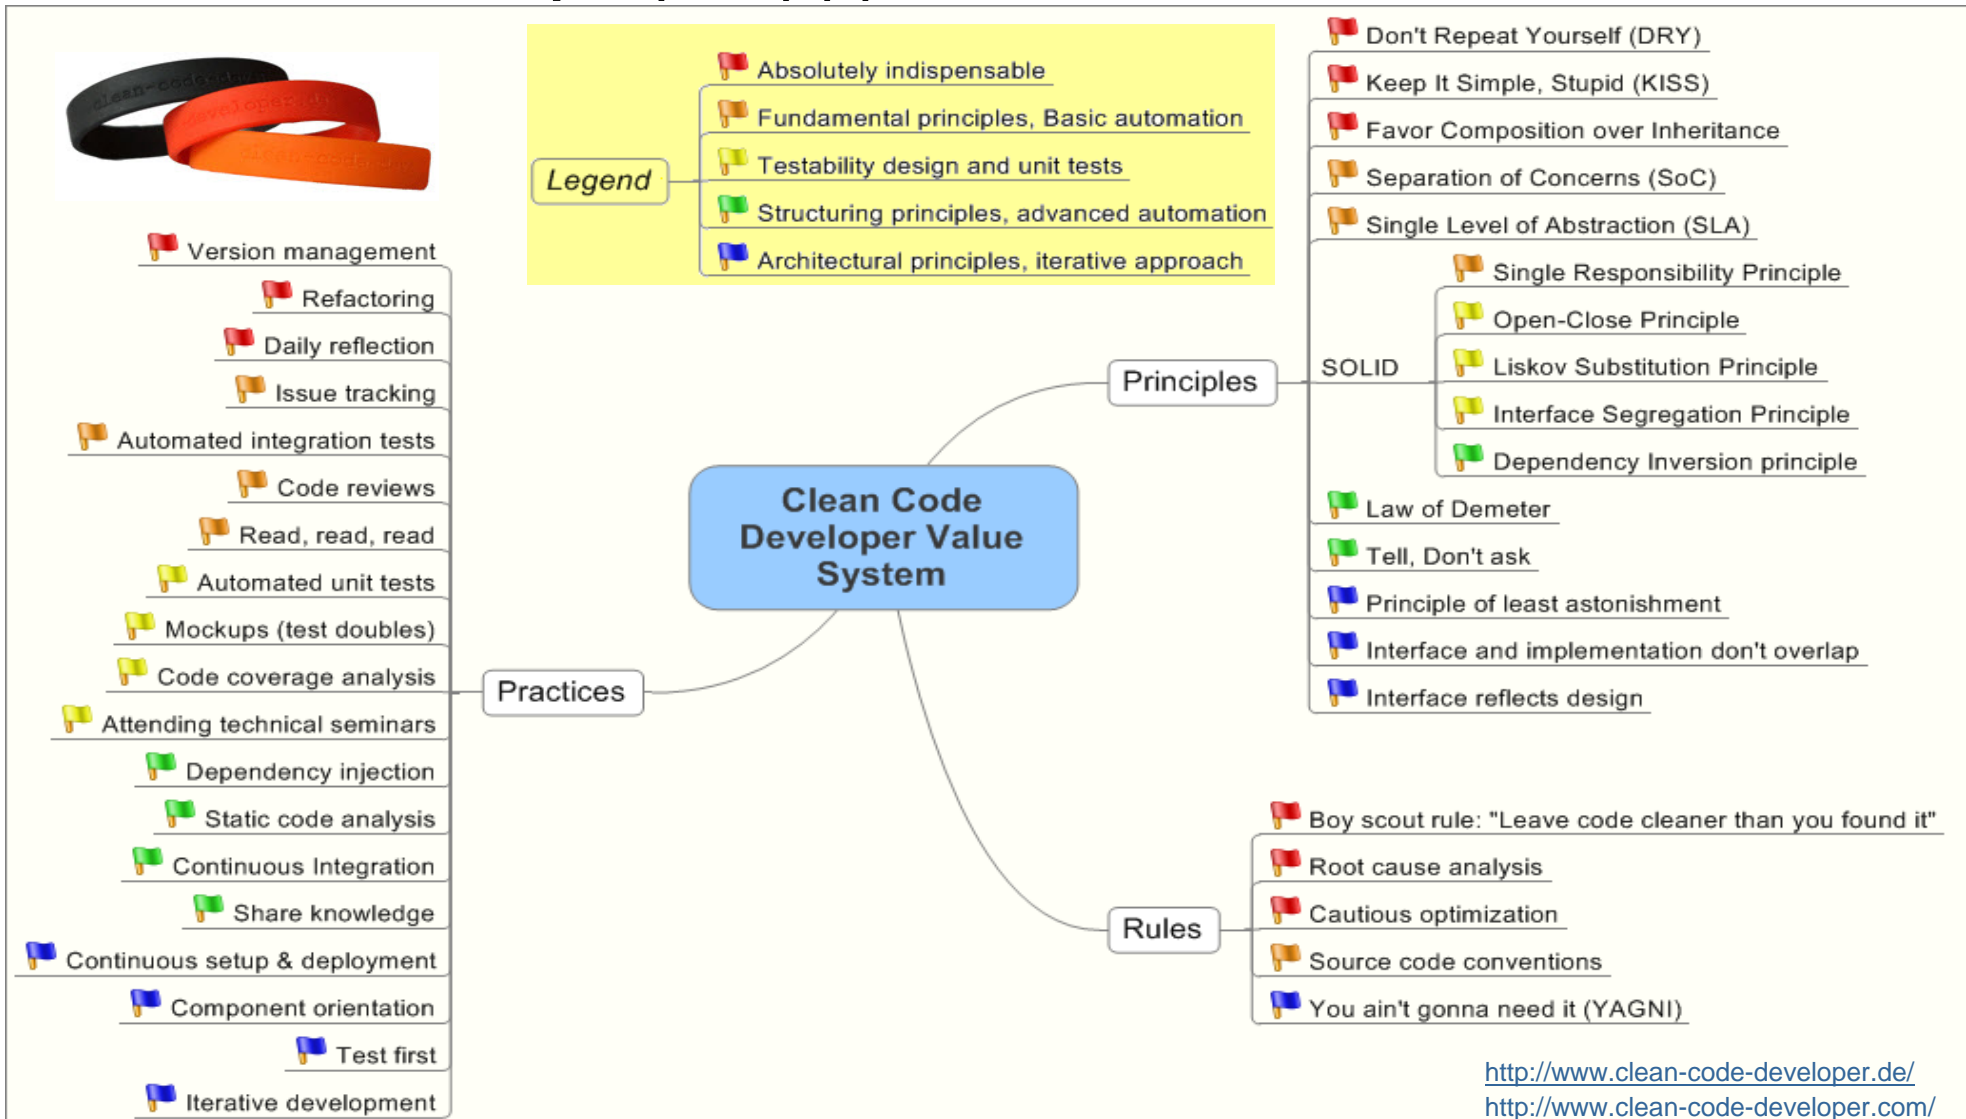 clean-code-deve
developer.d
clean-code-dev
Legend
Absolutely indispensable
Fundamental principles, Basic automation
Testability design and unit tests
Structuring principles, advanced automation
Architectural principles, iterative approach
Clean Code
Developer Value
System
Principles
Don't Repeat Yourself (DRY)
Keep It Simple, Stupid (KISS)
Favor Composition over Inheritance
Separation of Concerns (SoC)
Single Level of Abstraction (SLA)
SOLID
Single Responsibility Principle
Open-Close Principle
Liskov Substitution Principle
Interface Segregation Principle
Dependency Inversion principle
Law of Demeter
Tell, Don't ask
Principle of least astonishment
Interface and implementation don't overlap
Interface reflects design
Practices
Version management
Refactoring
Daily reflection
Issue tracking
Automated integration tests
Code reviews
Read, read, read
Automated unit tests
Mockups (test doubles)
Code coverage analysis
Attending technical seminars
Dependency injection
Static code analysis
Continuous Integration
Share knowledge
Continuous setup & deployment
Component orientation
Test first
Iterative development
Rules
Boy scout rule: "Leave code cleaner than you found it"
Root cause analysis
Cautious optimization
Source code conventions
You ain't gonna need it (YAGNI)
http://www.clean-code-developer.de/
http://www.clean-code-developer.com/